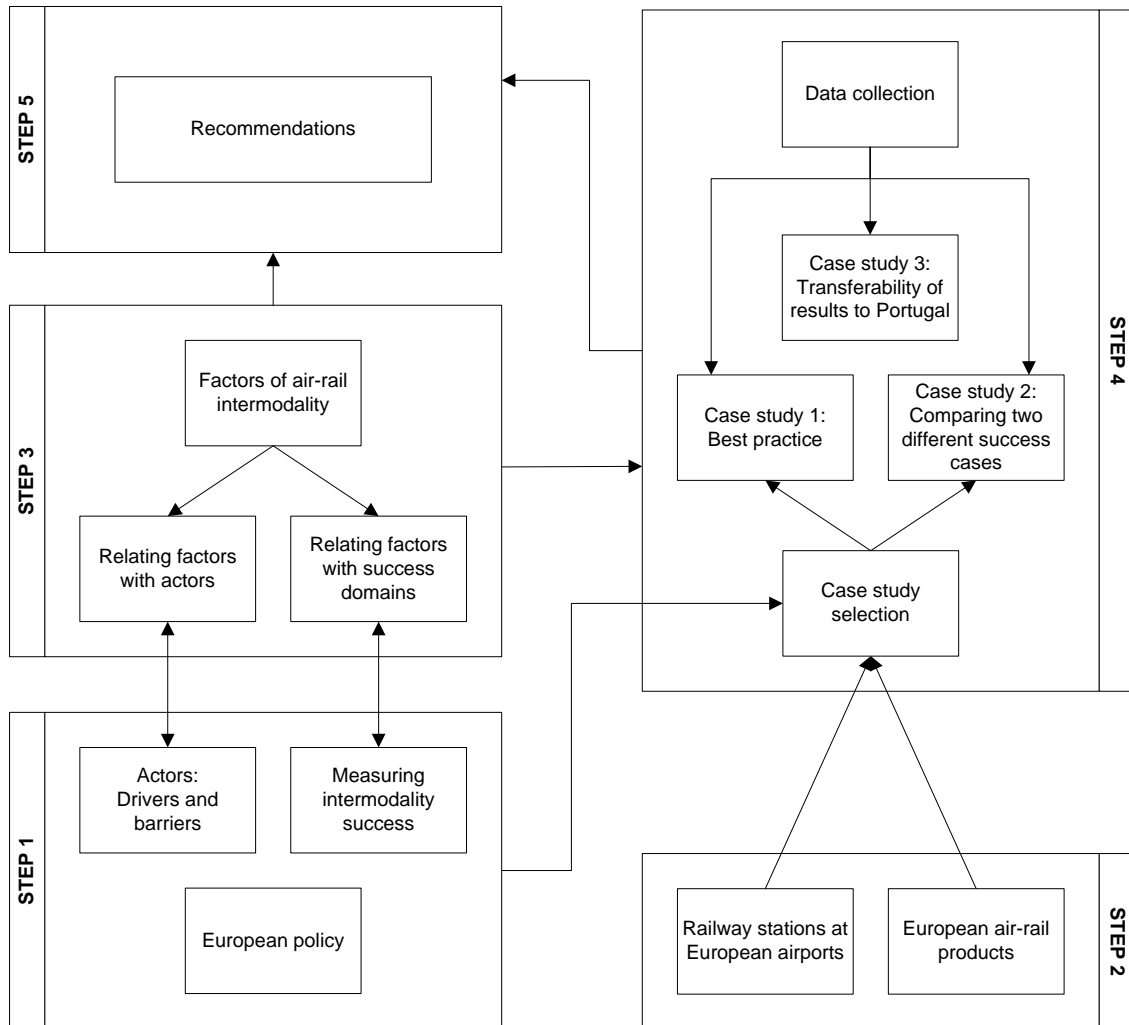 STEP 5
Recommendations
STEP 3
Factors of air-rail
intermodality
Relating factors
with actors
Relating factors
with success
domains
STEP 1
Actors:
Drivers and
barriers
Measuring
intermodality
success
European policy
STEP 4
Data collection
Case study 3:
Transferability of
results to Portugal
Case study 1:
Best practice
Case study 2:
Comparing two
different success
cases
Case study
selection
STEP 2
Railway stations at
European airports
European air-rail
products